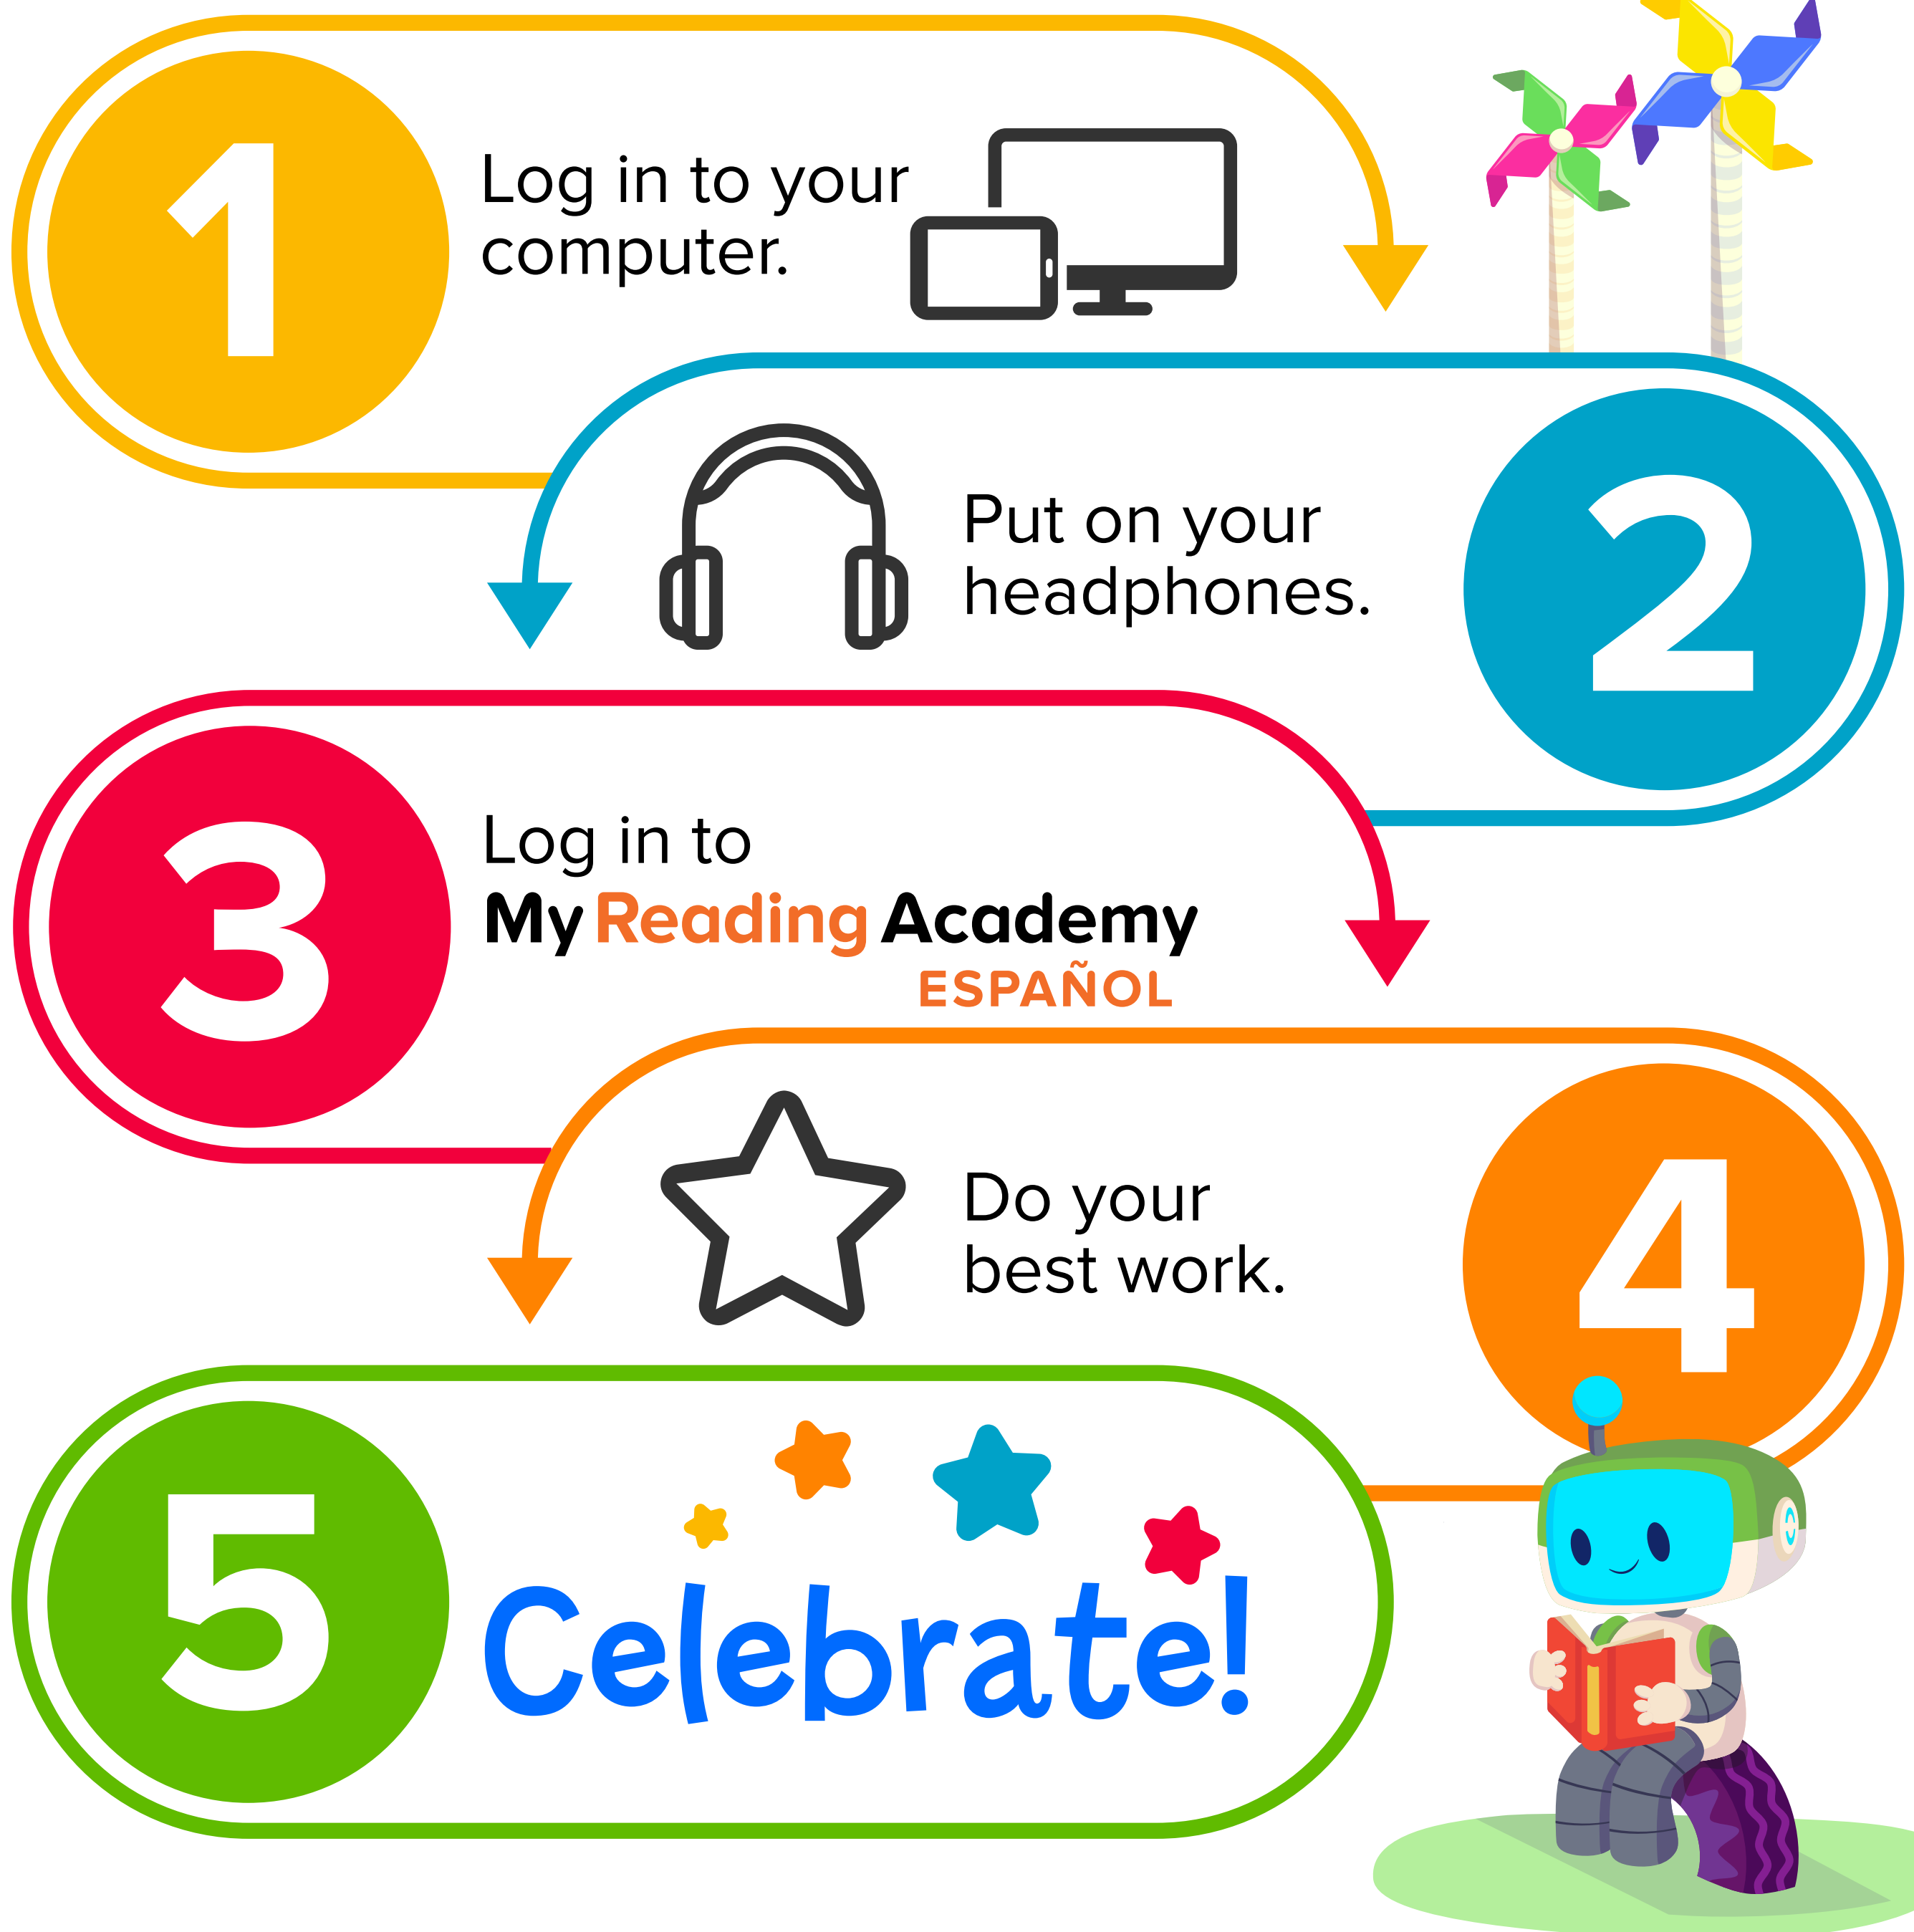 1
Log in to your
computer.
2
Put on your
headphones.
3
Log in to
My Reading Academy
ESPAÑOL
4
Do your
best work.
5
Celebrate!